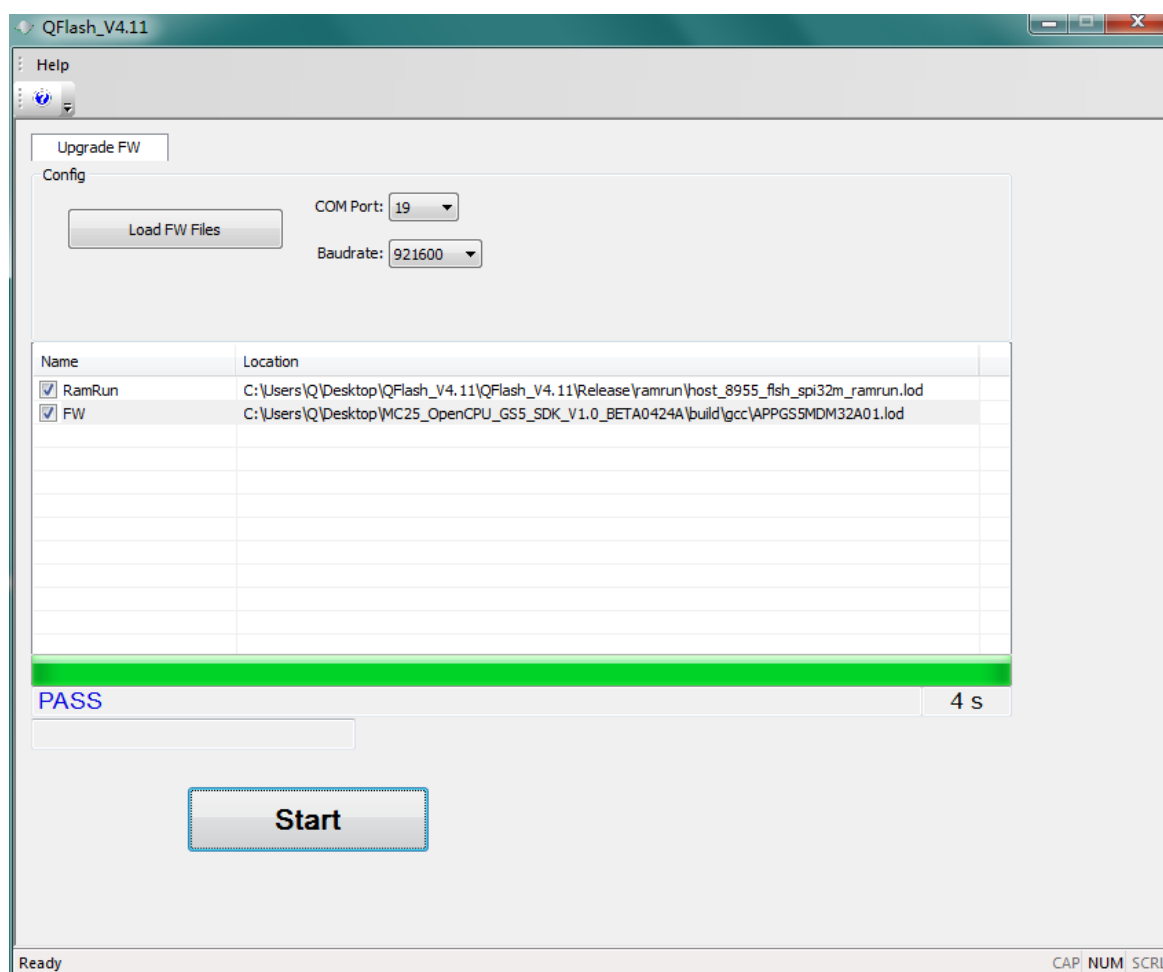 QFlash_V4.11
Help
Upgrade FW
Config
Load FW Files
COM Port: 19
Baudrate: 921600
Name Location
RamRun C:\Users\Q\Desktop\QFlash_V4.11\QFlash_V4.11\Release\ramrun\host_8955_flsh_spi32m_ramrun.lod
FW C:\Users\Q\Desktop\MC25_OpenCPU_GS5_SDK_V1.0_BETA0424A\build\gcc\APPGS5MDM32A01.lod
PASS 4 s
Start
Ready CAP NUM SCRL